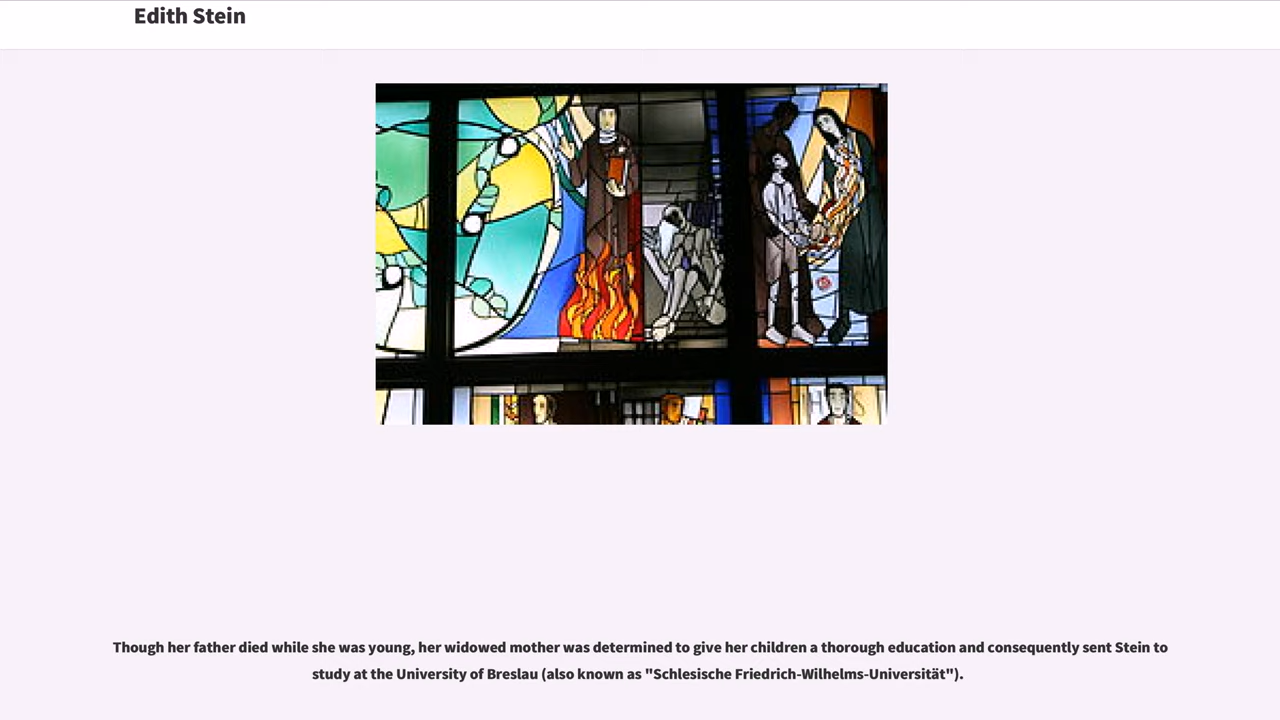 Edith Stein
Though her father died while she was young, her widowed mother was determined to give her children a thorough education and consequently sent Stein to
study at the University of Breslau (also known as "Schlesische Friedrich-Wilhelms-Universität").